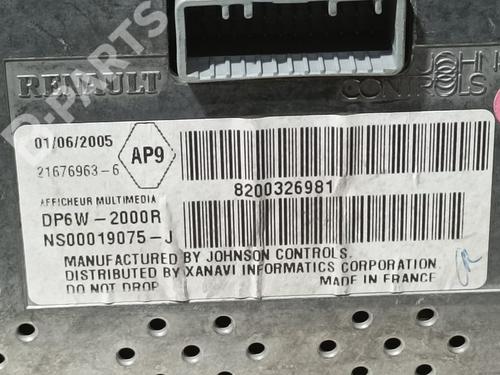 B-PARTS
RENAULT
JOHN
CONTROLS
01/06/2005
AP9
21676963-6
8200326981
AFFICHEUR MULTIMEDIA
DP6W-2000R
NS00019075-J
MANUFACTURED BY JOHNSON CONTROLS.
DISTRIBUTED BY XANAVI INFORMATICS CORPORATION.
DO NOT DROP
MADE IN FRANCE